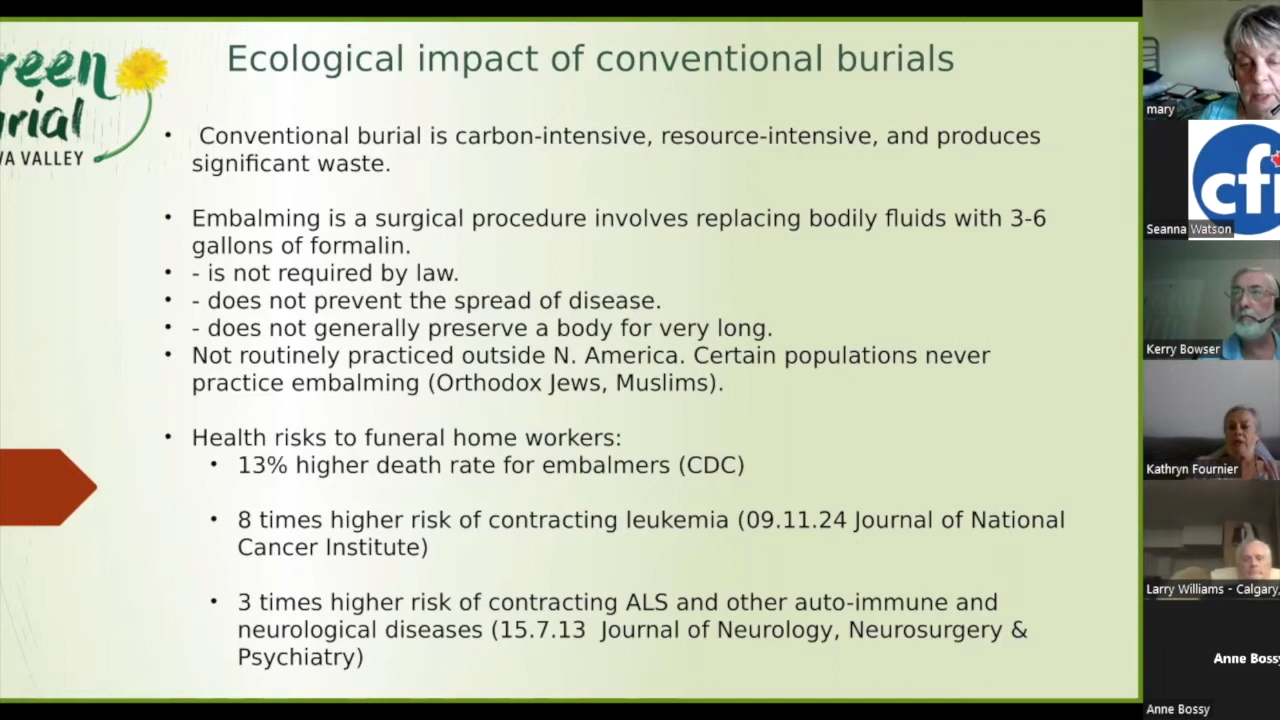 Ecological impact of conventional burials
reen
rial
VA VALLEY
• Conventional burial is carbon-intensive, resource-intensive, and produces
significant waste.
• Embalming is a surgical procedure involves replacing bodily fluids with 3-6
gallons of formalin.
• - is not required by law.
• - does not prevent the spread of disease.
• - does not generally preserve a body for very long.
• Not routinely practiced outside N. America. Certain populations never
practice embalming (Orthodox Jews, Muslims).
• Health risks to funeral home workers:
• 13% higher death rate for embalmers (CDC)
• 8 times higher risk of contracting leukemia (09.11.24 Journal of National
Cancer Institute)
• 3 times higher risk of contracting ALS and other auto-immune and
neurological diseases (15.7.13 Journal of Neurology, Neurosurgery &
Psychiatry)
mary
cfi
Seanna Watson
Kerry Bowser
Kathryn Fournier
Larry Williams - Calgary,
Anne Bossy
Anne Bossy